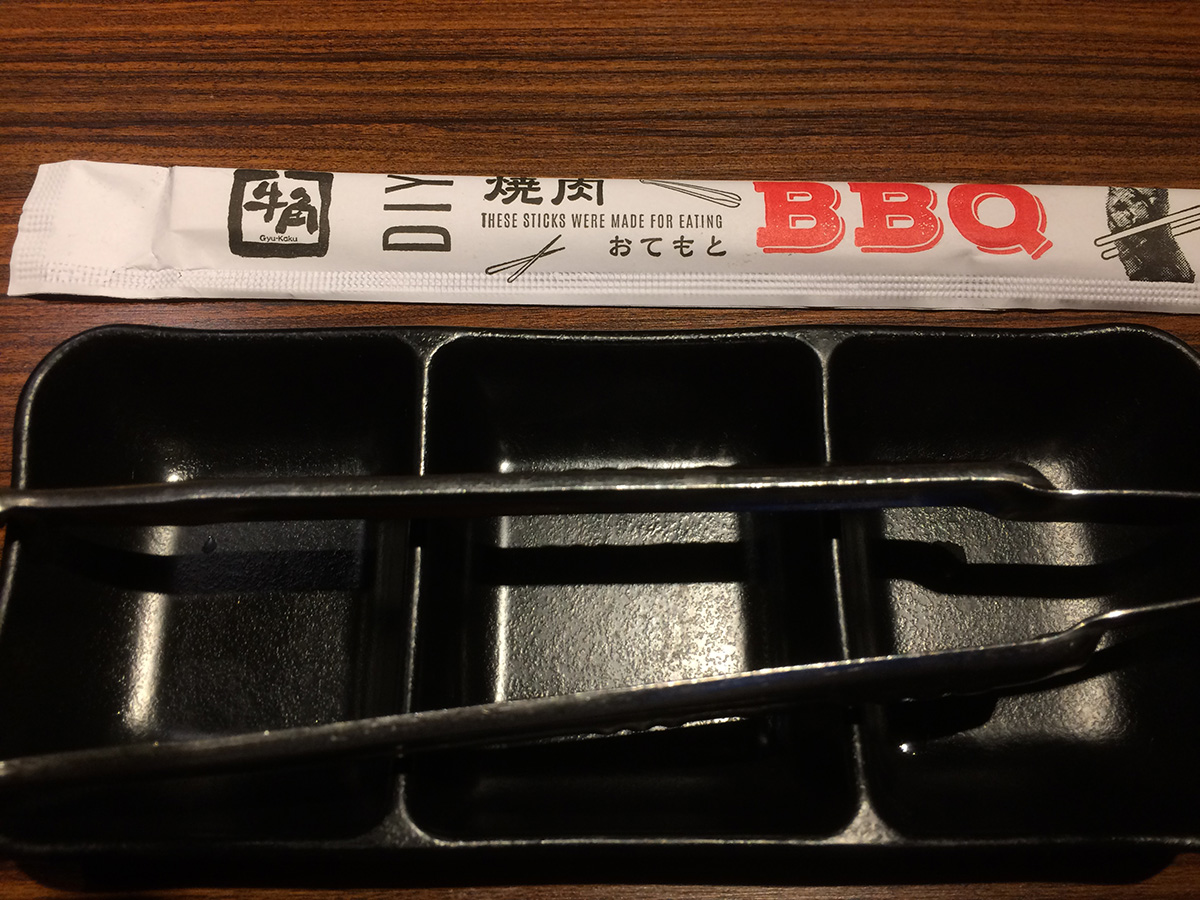 牛角
Gyu-Kaku
DIY
焼肉
THESE STICKS WERE MADE FOR EATING
おてもと
BBQ